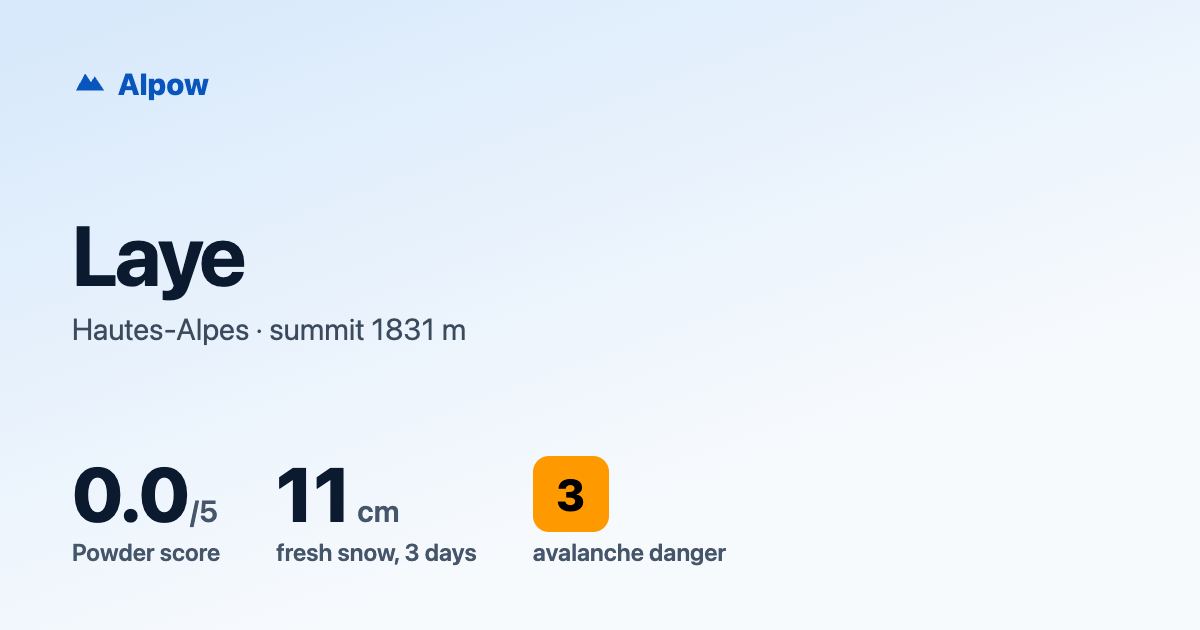 Alpow
Laye
Hautes-Alpes · summit 1831 m
0.0/5
Powder score
11 cm
fresh snow, 3 days
3
avalanche danger